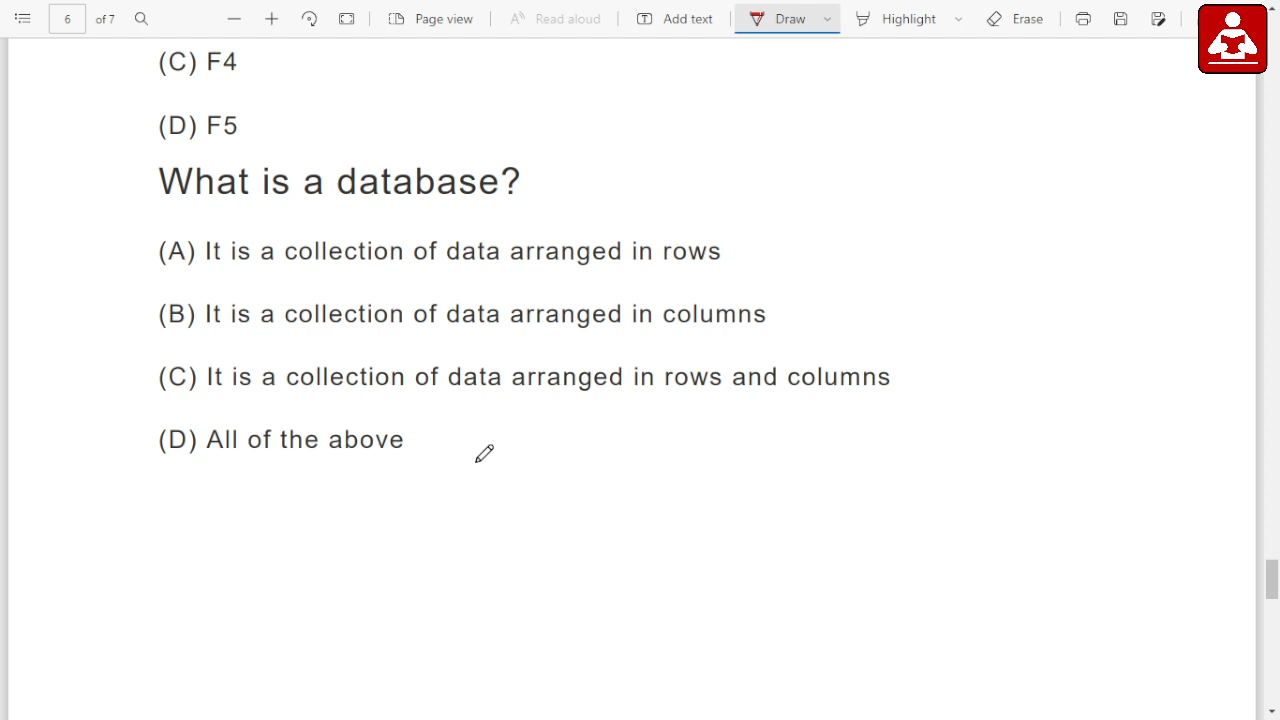 6 of 7 Page view Read aloud Add text Draw Highlight Erase
(C) F4
(D) F5
What is a database?
(A) It is a collection of data arranged in rows
(B) It is a collection of data arranged in columns
(C) It is a collection of data arranged in rows and columns
(D) All of the above